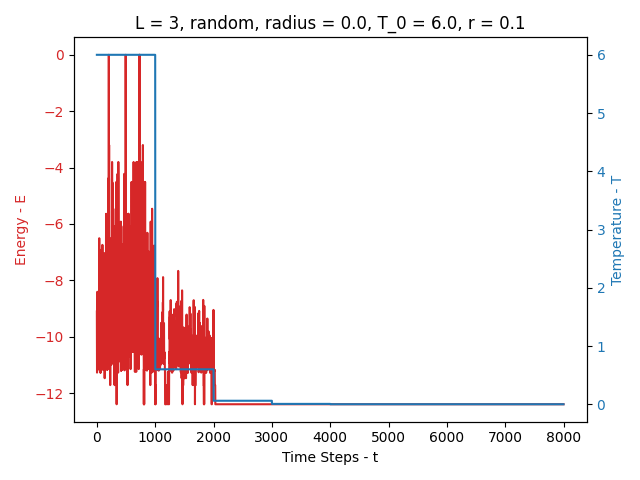 L = 3, random, radius = 0.0, T_0 = 6.0, r = 0.1
0
−2
−4
−6
−8
−10
−12
Energy - E
6
5
4
3
2
1
0
Temperature - T
0 1000 2000 3000 4000 5000 6000 7000 8000
Time Steps - t